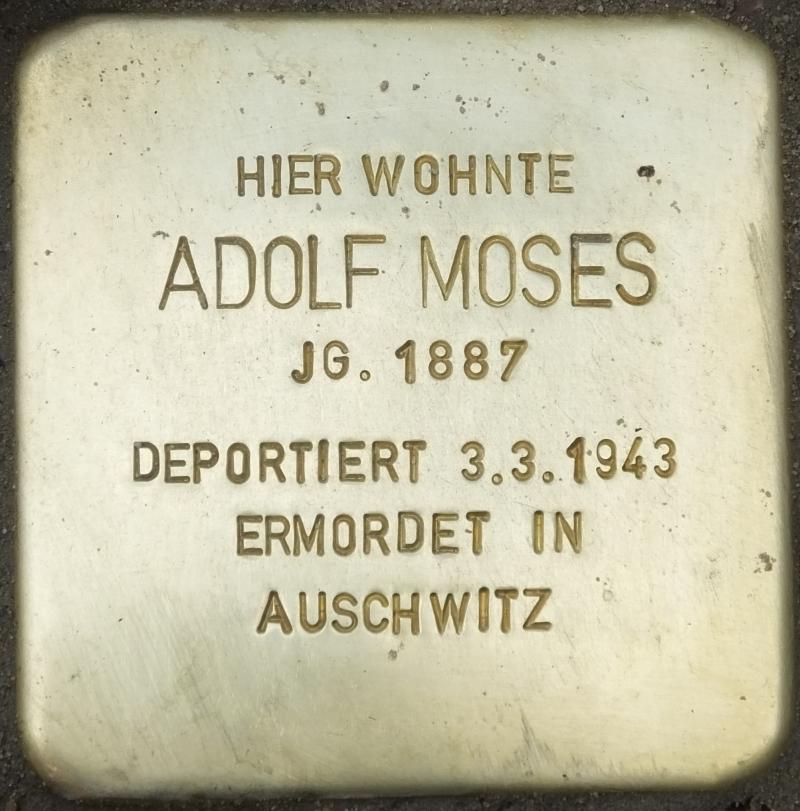 HIER WOHNTE
ADOLF MOSES
JG. 1887
DEPORTIERT 3.3.1943
ERMORDET IN
AUSCHWITZ